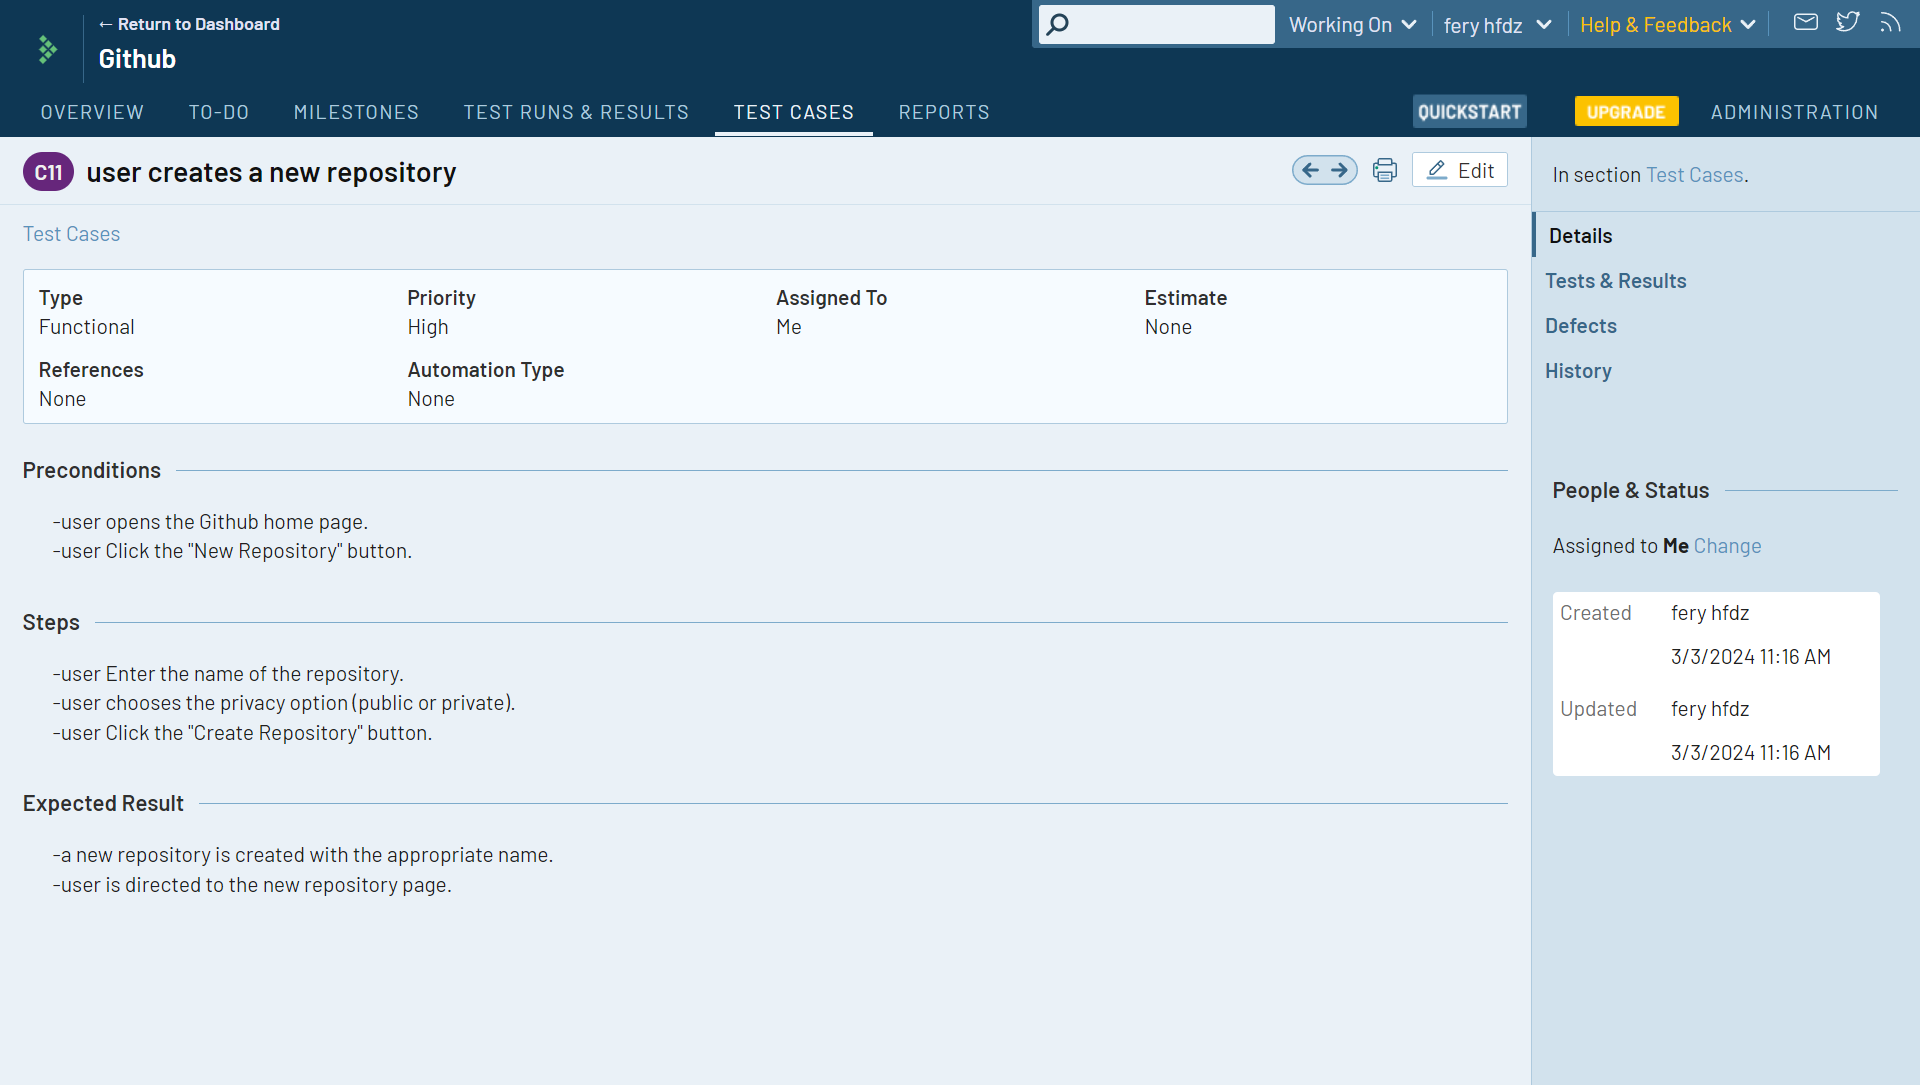 ← Return to Dashboard
Github
Working On
fery hfdz
Help & Feedback
OVERVIEW TO-DO MILESTONES TEST RUNS & RESULTS TEST CASES REPORTS QUICKSTART UPGRADE ADMINISTRATION
C11 user creates a new repository
Edit
Test Cases
Type Priority Assigned To Estimate
Functional High Me None
References Automation Type
None None
Preconditions
-user opens the Github home page.
-user Click the "New Repository" button.
Steps
-user Enter the name of the repository.
-user chooses the privacy option (public or private).
-user Click the "Create Repository" button.
Expected Result
-a new repository is created with the appropriate name.
-user is directed to the new repository page.
In section Test Cases.
Details
Tests & Results
Defects
History
People & Status
Assigned to Me Change
Created fery hfdz
3/3/2024 11:16 AM
Updated fery hfdz
3/3/2024 11:16 AM